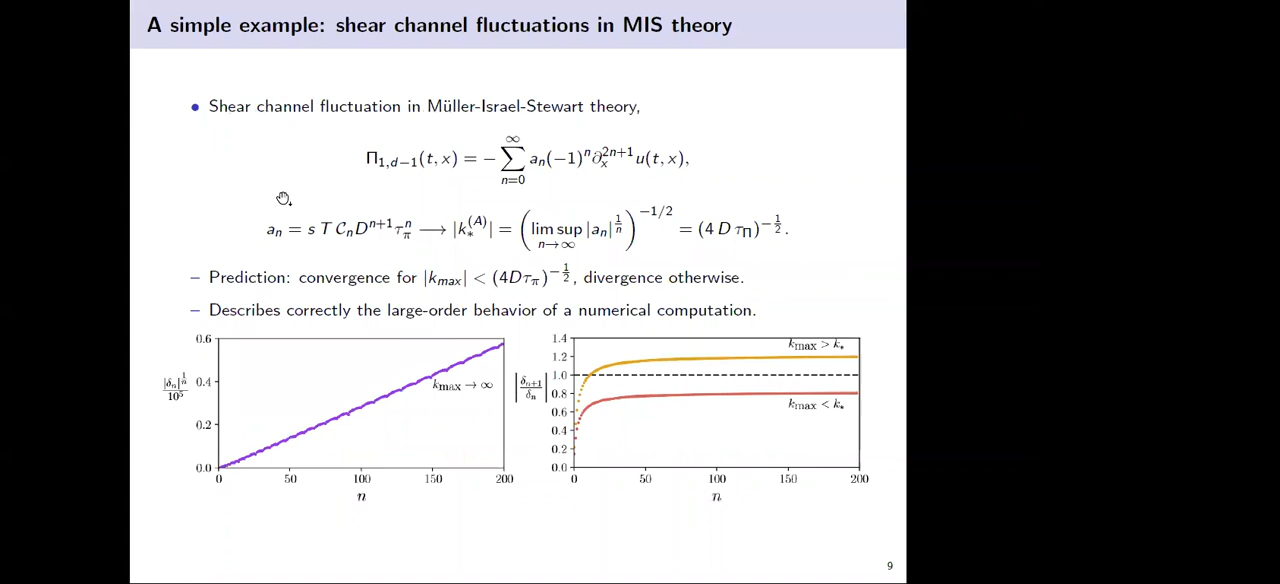 A simple example: shear channel fluctuations in MIS theory
• Shear channel fluctuation in Müller-Israel-Stewart theory,
Π_{1,d−1}(t, x) = − ∑_{n=0}^{∞} a_n(−1)^n ∂_x^{2n+1} u(t, x),
a_n = s T C_n D^{n+1} τ_π^n ⟶ |k_*^{(A)}| = (lim sup_{n→∞} |a_n|^{1/n})^{−1/2} = (4 D τ_Π)^{−1/2}.
– Prediction: convergence for |k_{max}| < (4Dτ_π)^{−1/2}, divergence otherwise.
– Describes correctly the large-order behavior of a numerical computation.
|δ_n|^{1/n} / 10^5
0.6
0.4
0.2
0.0
k_max → ∞
0 50 100 150 200
n
|δ_{n+1} / δ_n|
1.4
1.2
1.0
0.8
0.6
0.4
0.2
0.0
k_max > k_*
k_max < k_*
0 50 100 150 200
n
9